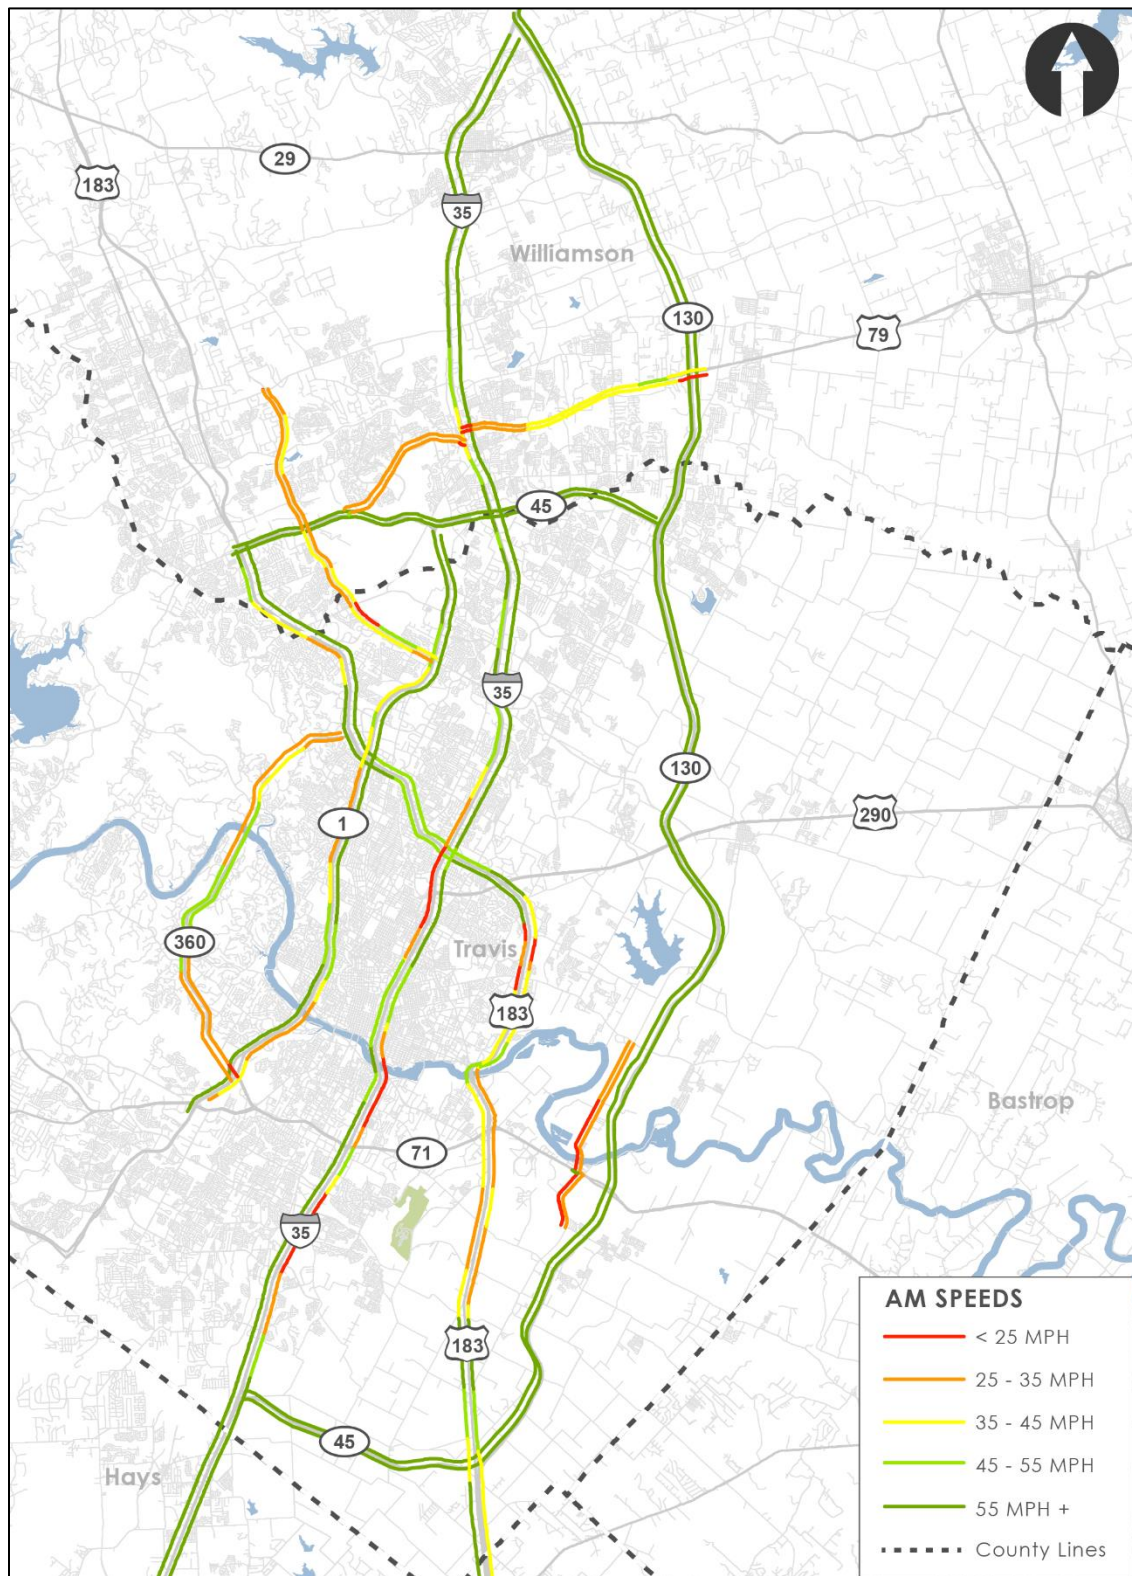 29
183
35
Williamson
130
79
45
35
130
290
1
360
Travis
183
Bastrop
71
35
183
45
Hays
AM SPEEDS
< 25 MPH
25 - 35 MPH
35 - 45 MPH
45 - 55 MPH
55 MPH +
County Lines